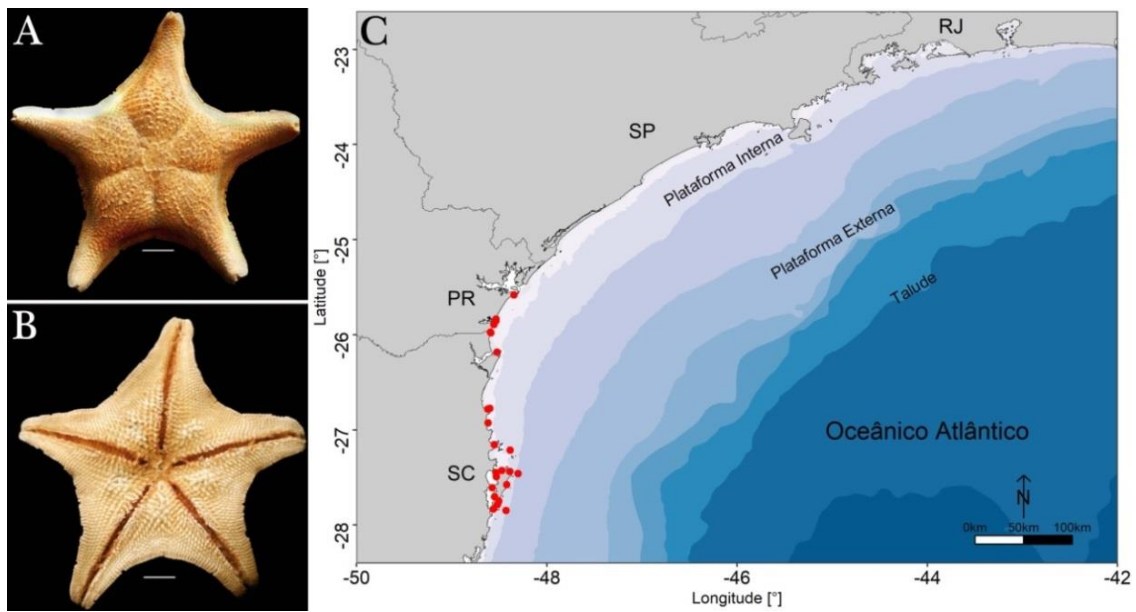 A
B
C
RJ
SP
PR
SC
Plataforma Interna
Plataforma Externa
Talude
Oceânico Atlântico
N
0km 50km 100km
-23
-24
-25
-26
-27
-28
Latitude [°]
-50 -48 -46 -44 -42
Longitude [°]